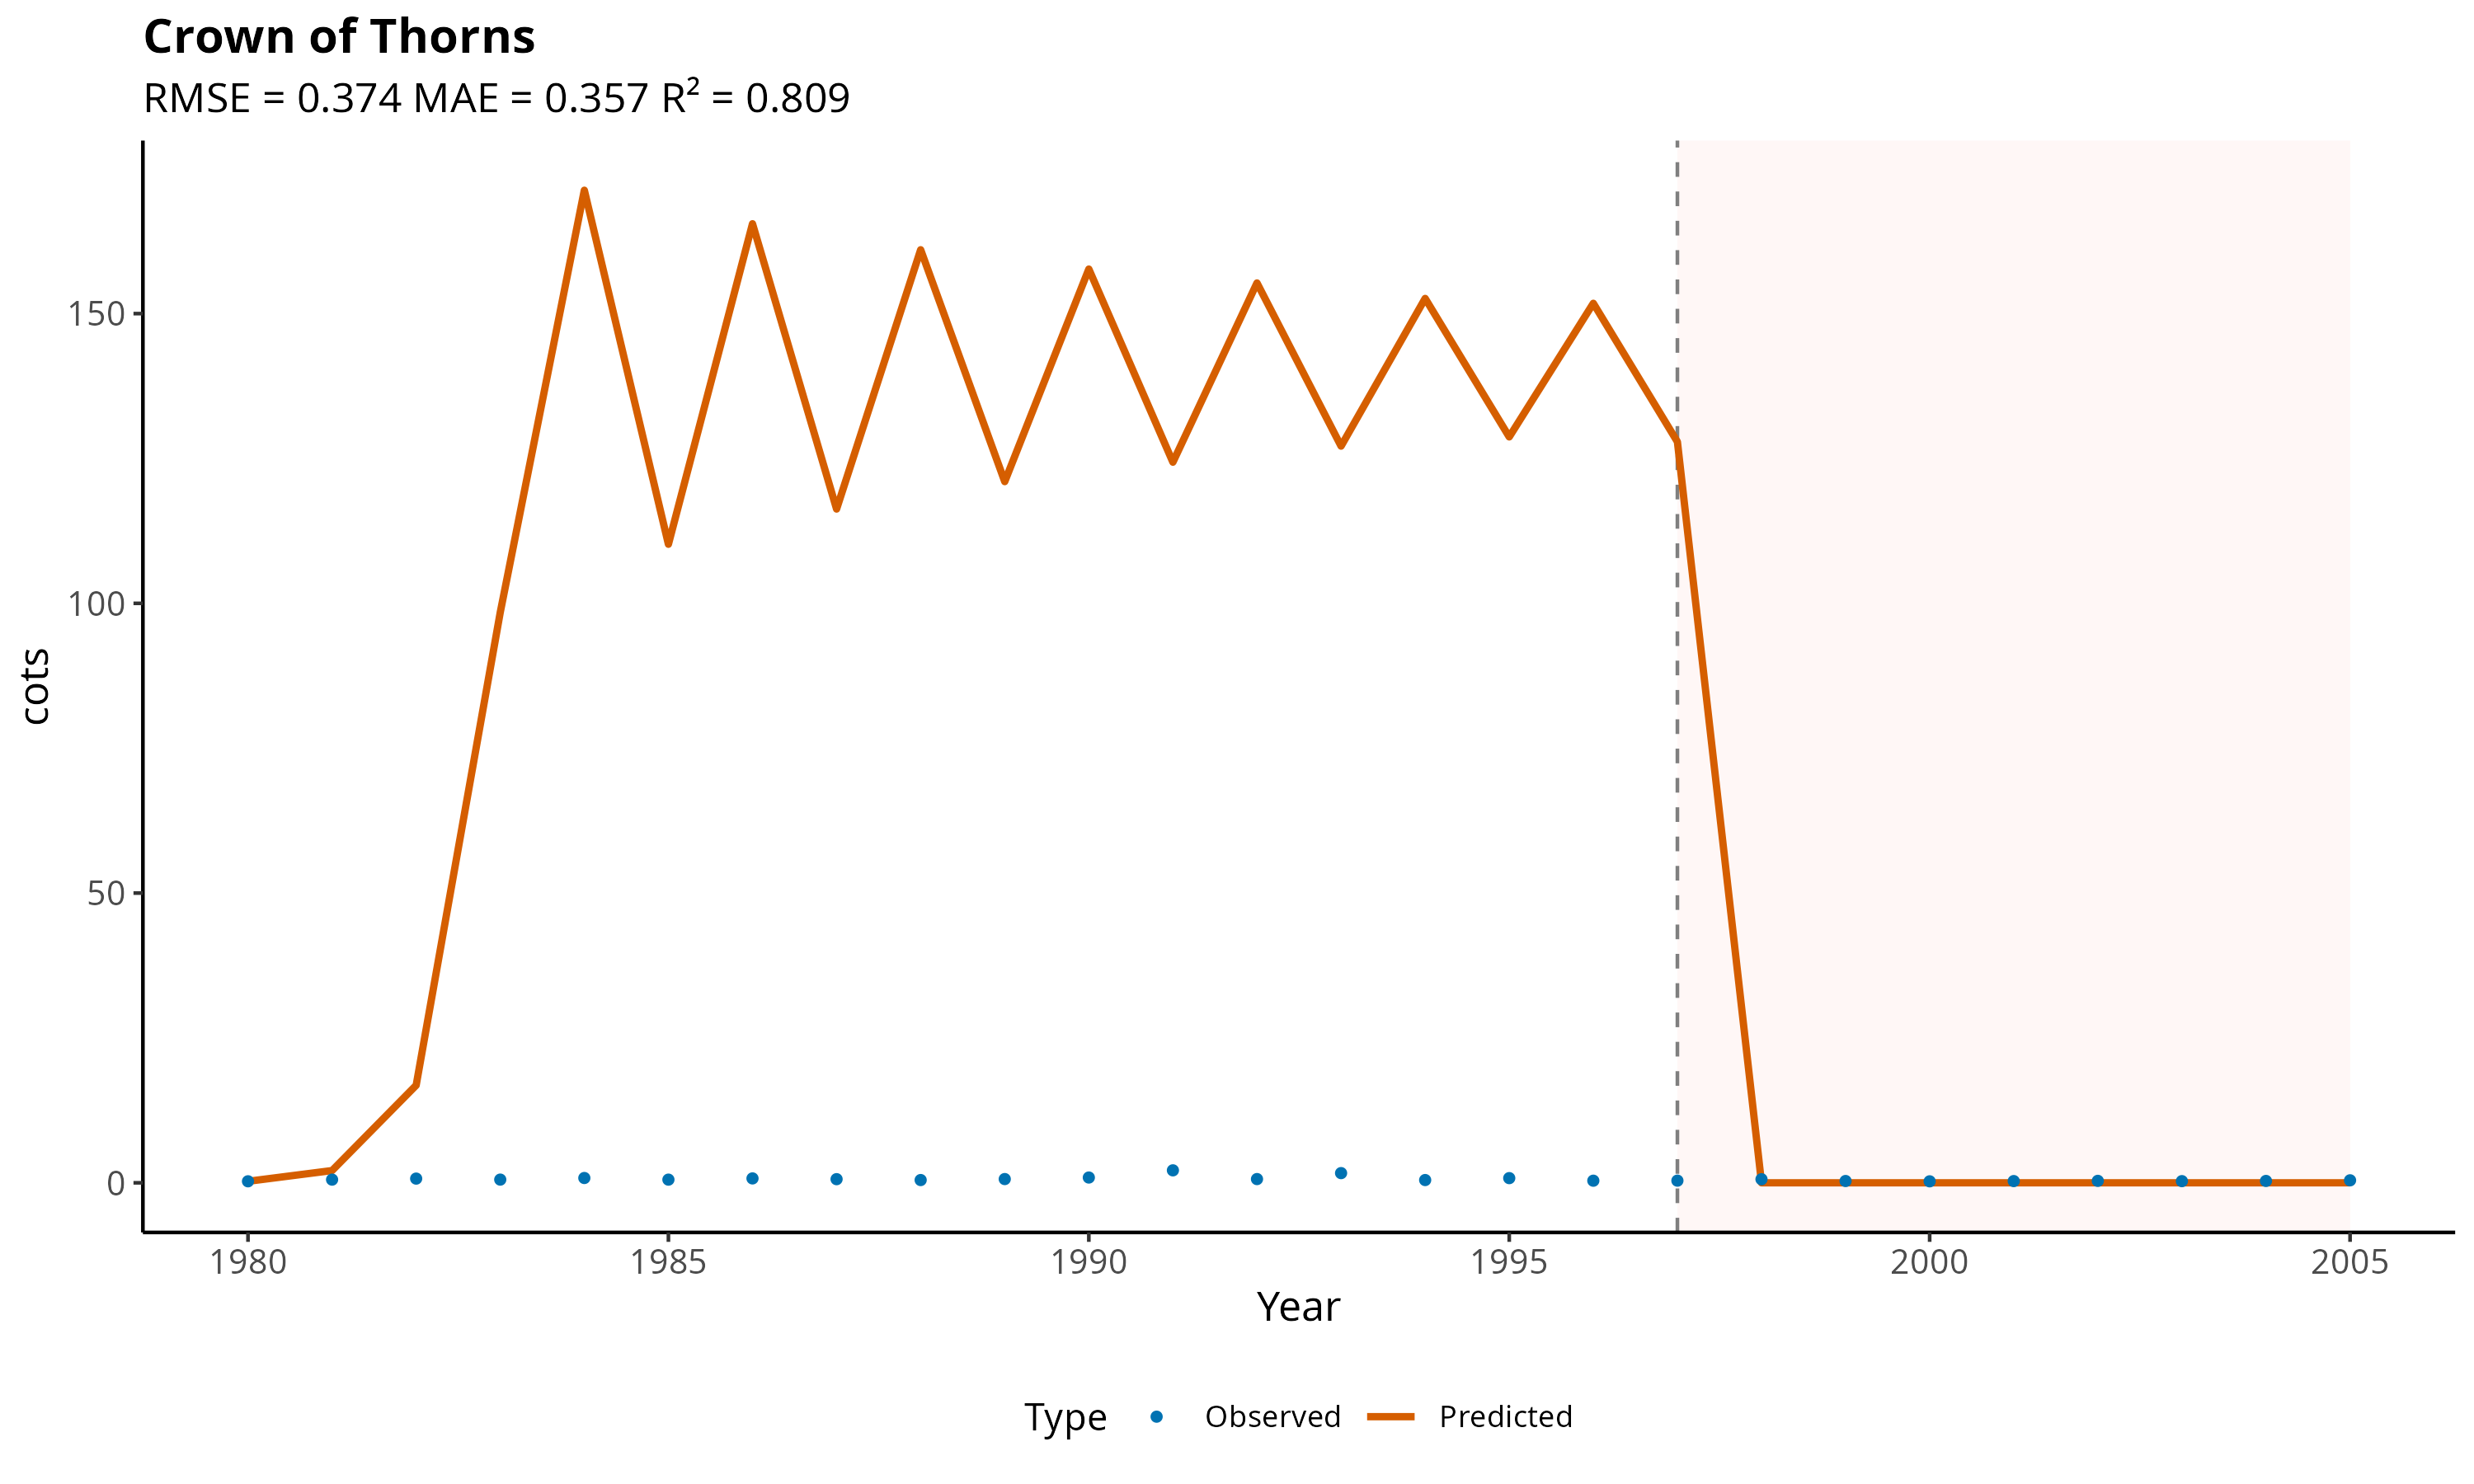 Crown of Thorns
RMSE = 0.374 MAE = 0.357 R² = 0.809
150
100
50
0
cots
1980 1985 1990 1995 2000 2005
Year
Type Observed Predicted